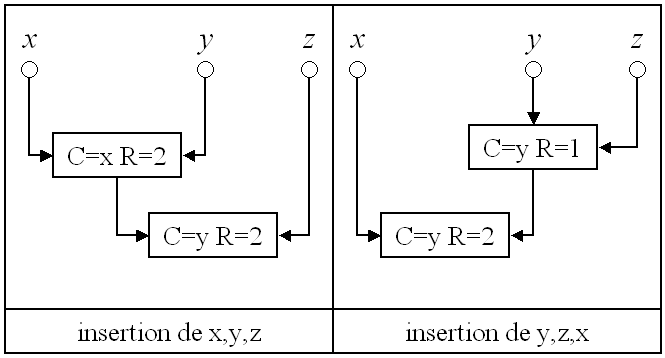 x y z
C=x R=2
C=y R=2
insertion de x,y,z
x y z
C=y R=1
C=y R=2
insertion de y,z,x